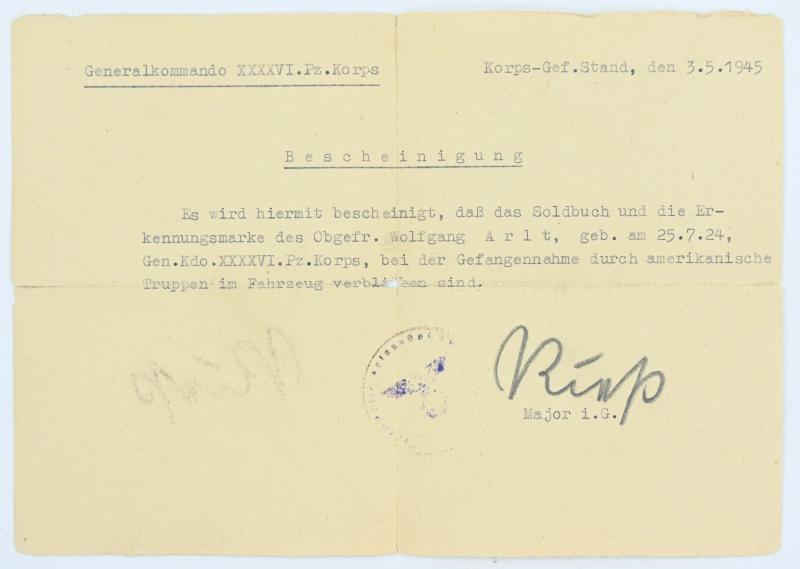 Generalkommando XXXXVI.Pz.Korps
Korps-Gef.Stand, den 3.5.1945
Bescheinigung
Es wird hiermit bescheinigt, daß das Soldbuch und die Er-
kennungsmarke des Obgefr. Wolfgang A r l t, geb. am 25.7.24,
Gen.Kdo.XXXXVI.Pz.Korps, bei der Gefangennahme durch amerikanische
Truppen im Fahrzeug verblieben sind.
Major i.G.